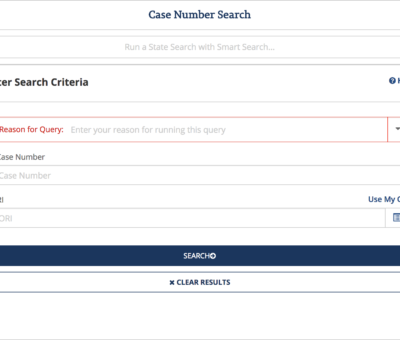 Case Number Search
Run a State Search with Smart Search...
ter Search Criteria
Reason for Query: Enter your reason for running this query
Case Number
Case Number
RI
Use My O
ORI
SEARCH
CLEAR RESULTS